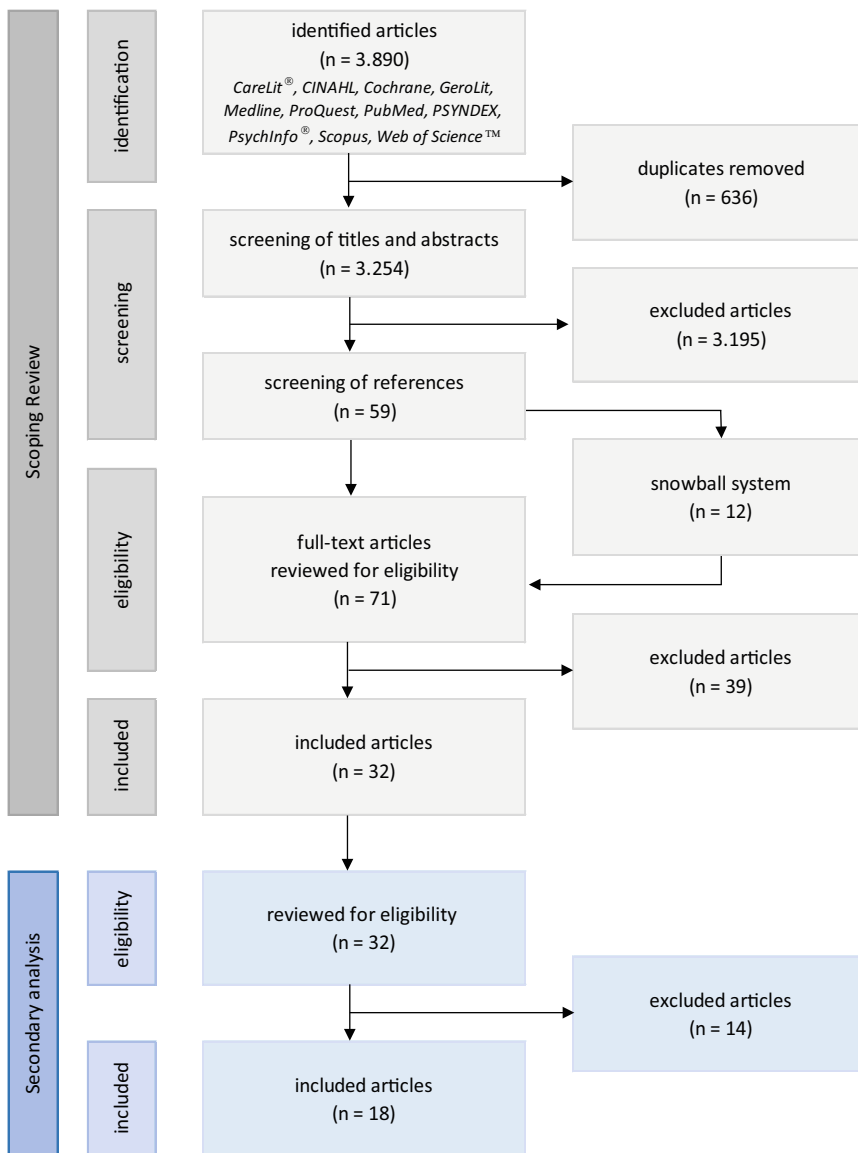 Scoping Review
identification
identified articles
(n = 3.890)
CareLit®, CINAHL, Cochrane, GeroLit,
Medline, ProQuest, PubMed, PSYNDEX,
PsychInfo®, Scopus, Web of Science™
duplicates removed
(n = 636)
screening
screening of titles and abstracts
(n = 3.254)
excluded articles
(n = 3.195)
screening of references
(n = 59)
snowball system
(n = 12)
eligibility
full-text articles
reviewed for eligibility
(n = 71)
excluded articles
(n = 39)
included
included articles
(n = 32)
Secondary analysis
eligibility
reviewed for eligibility
(n = 32)
excluded articles
(n = 14)
included
included articles
(n = 18)